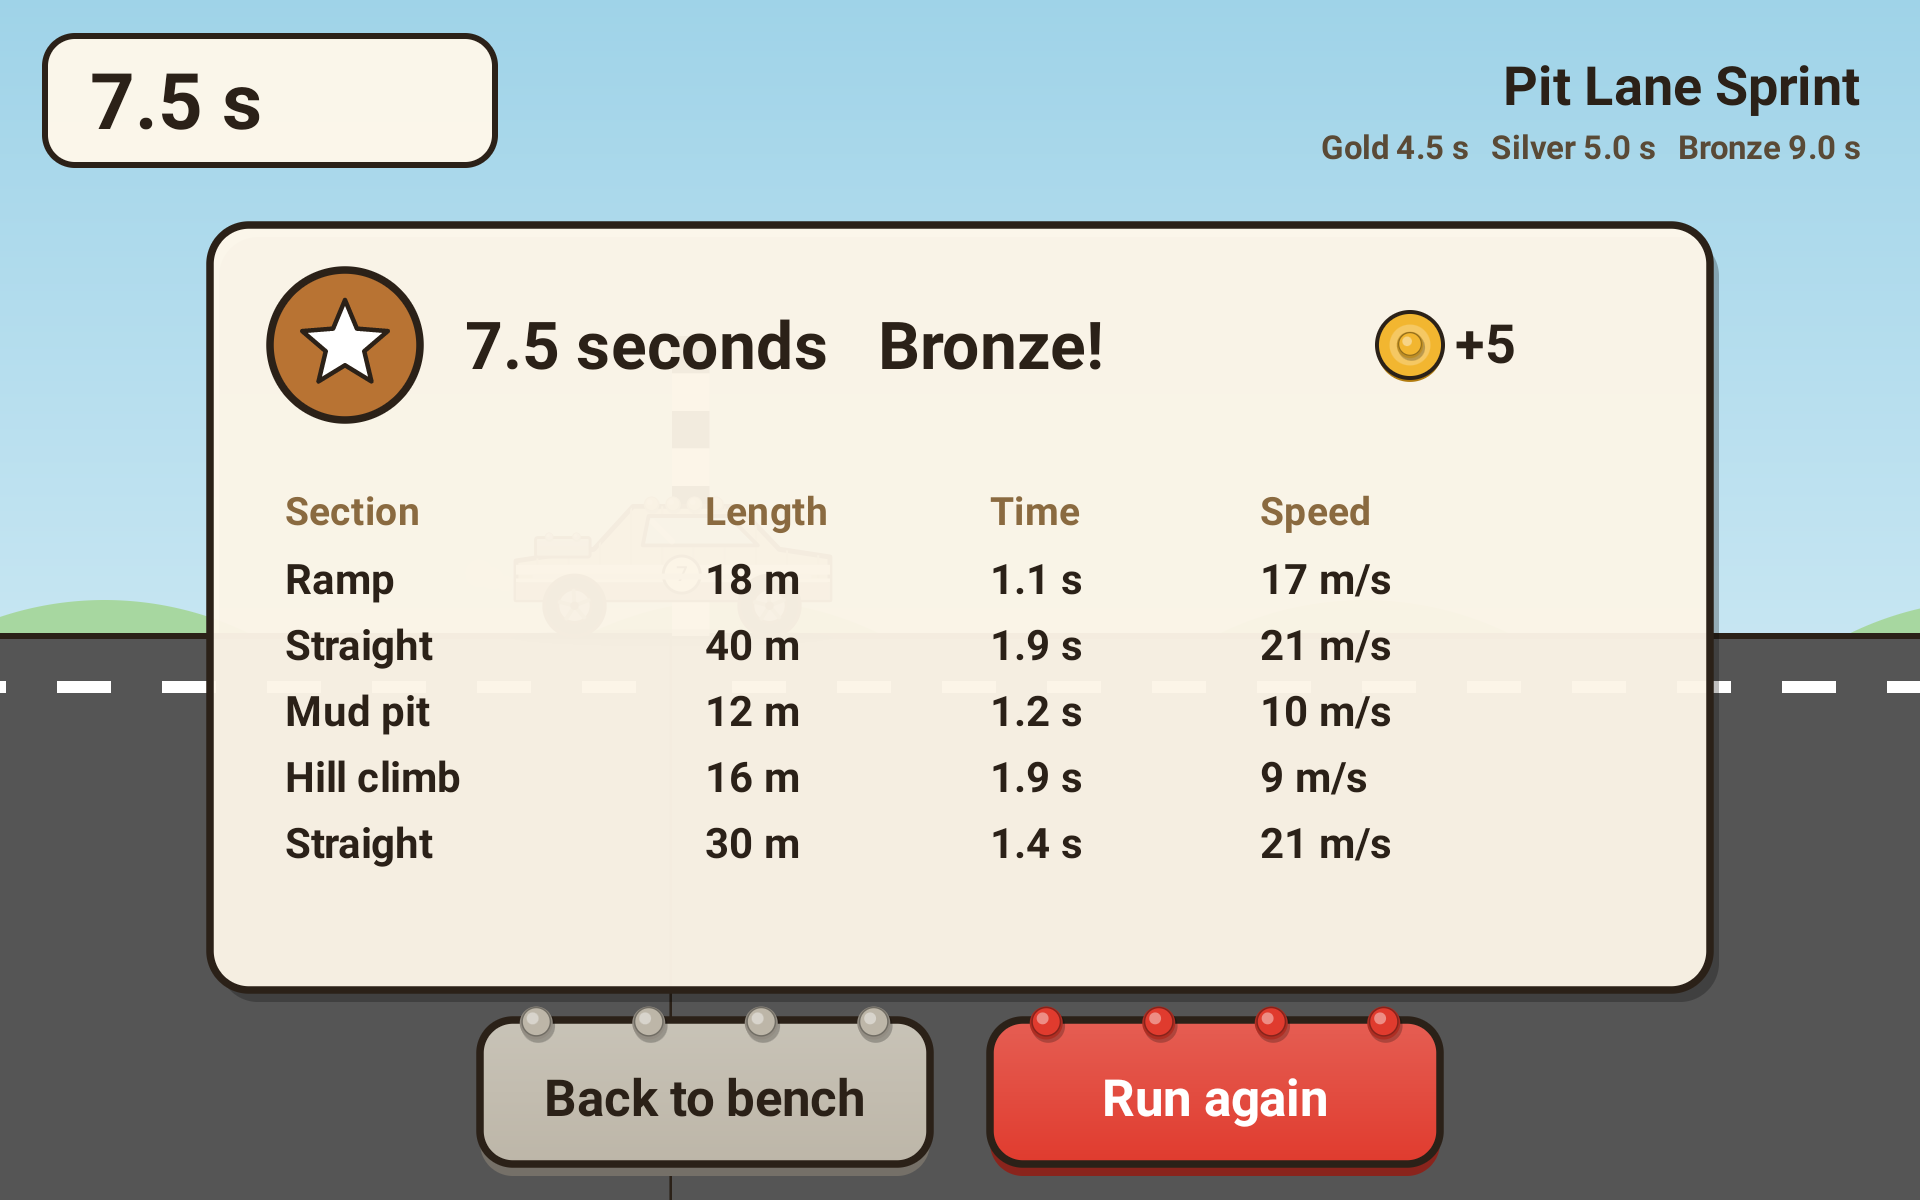 7.5 s
Pit Lane Sprint
Gold 4.5 s Silver 5.0 s Bronze 9.0 s
7.5 seconds Bronze!
+5
Section Length Time Speed
Ramp 18 m 1.1 s 17 m/s
Straight 40 m 1.9 s 21 m/s
Mud pit 12 m 1.2 s 10 m/s
Hill climb 16 m 1.9 s 9 m/s
Straight 30 m 1.4 s 21 m/s
7
Back to bench
Run again